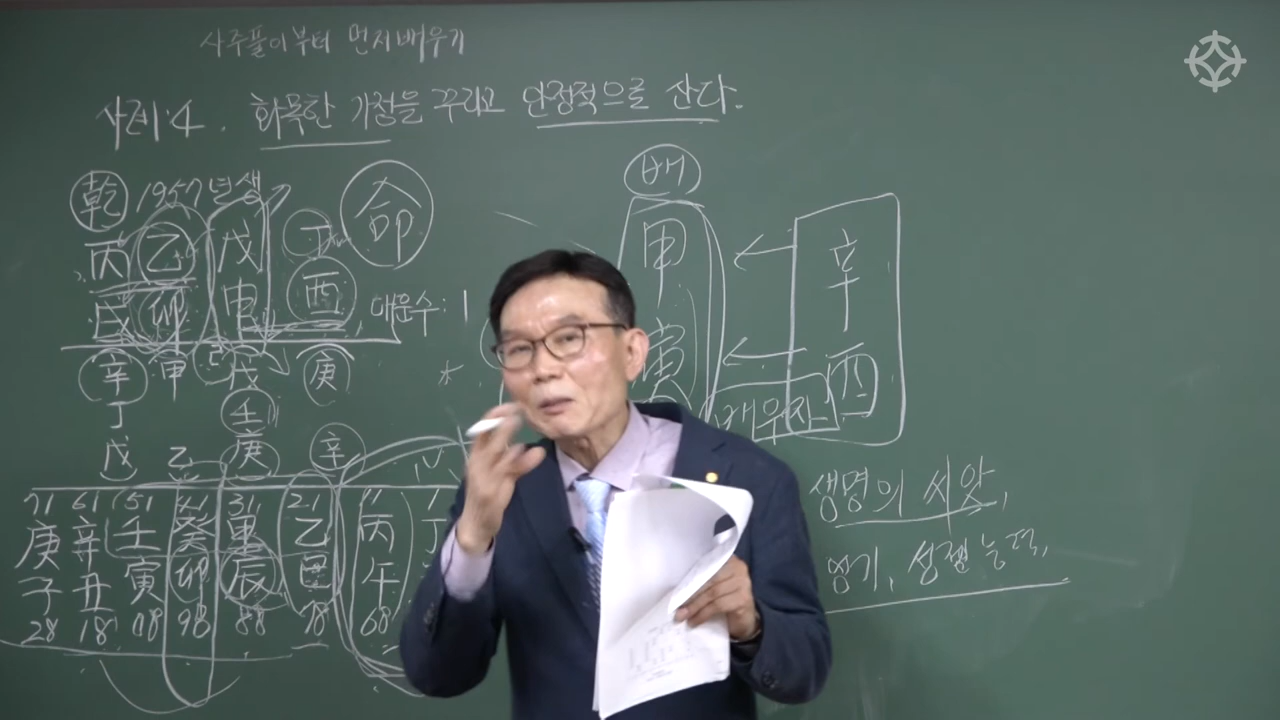 사주풀이부터 먼저배우기
사례:4. 화목한 가정을 꾸리고 안정적으로 산다.
乾 1957년생 命
丙 乙 戊 丁
戌 卯 申 酉 대운수: 1
辛 甲 戊 庚
丁 壬
戊 乙 庚 辛
71 61 51 41 31 21 11 1
庚 辛 壬 癸 甲 乙 丙 丁
子 丑 寅 卯 辰 巳 午
28 18 08 98 88 78 68
배
甲 辛
寅 酉
배우자
생명의 씨앗,
엄기, 성젤능력,